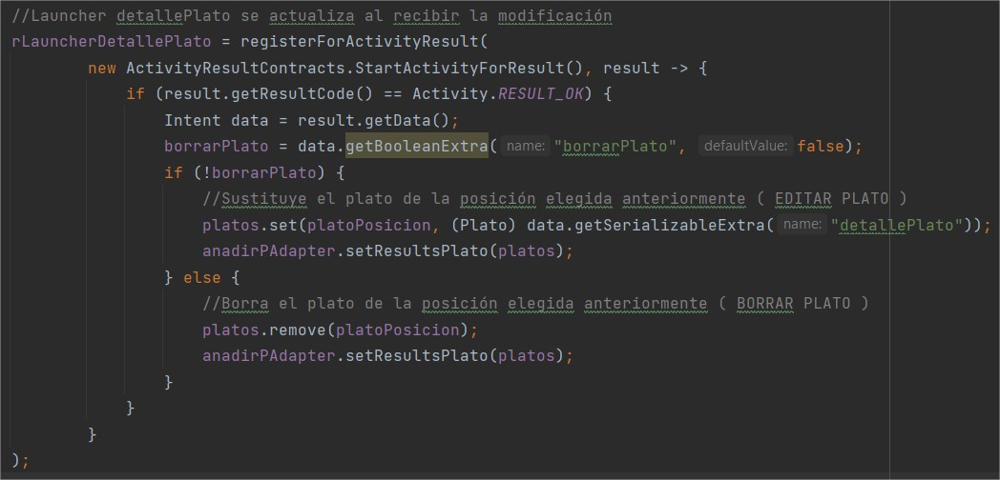 //Launcher detallePlato se actualiza al recibir la modificación
rLauncherDetallePlato = registerForActivityResult(
new ActivityResultContracts.StartActivityForResult(), result -> {
if (result.getResultCode() == Activity.RESULT_OK) {
Intent data = result.getData();
borrarPlato = data.getBooleanExtra( name: "borrarPlato", defaultValue: false);
if (!borrarPlato) {
//Sustituye el plato de la posición elegida anteriormente ( EDITAR PLATO )
platos.set(platoPosicion, (Plato) data.getSerializableExtra( name: "detallePlato"));
anadirPAdapter.setResultsPlato(platos);
} else {
//Borra el plato de la posición elegida anteriormente ( BORRAR PLATO )
platos.remove(platoPosicion);
anadirPAdapter.setResultsPlato(platos);
}
}
}
);